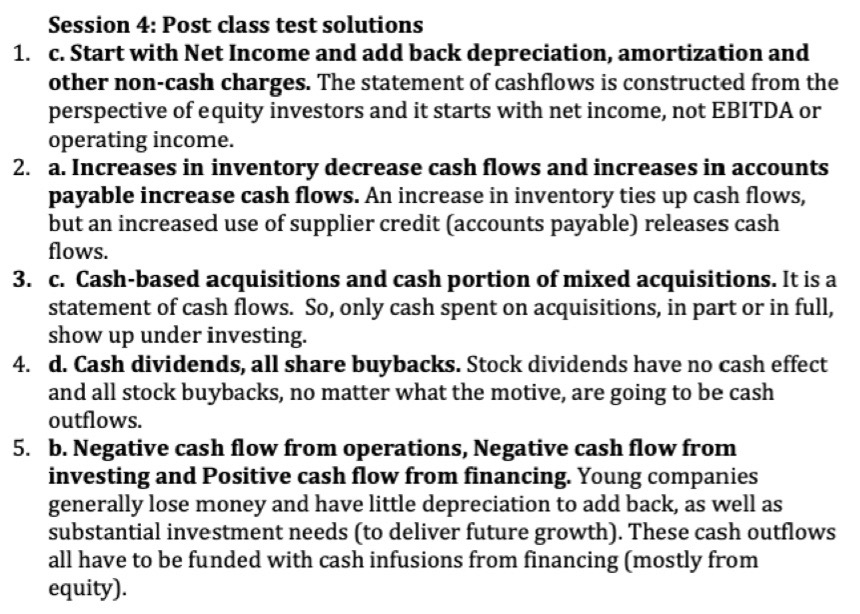 Session 4: Post class test solutions
1. c. Start with Net Income and add back depreciation, amortization and
other non-cash charges. The statement of cashflows is constructed from the
perspective of equity investors and it starts with net income, not EBITDA or
operating income.
2. a. Increases in inventory decrease cash flows and increases in accounts
payable increase cash flows. An increase in inventory ties up cash flows,
but an increased use of supplier credit (accounts payable) releases cash
flows.
3. c. Cash-based acquisitions and cash portion of mixed acquisitions. It is a
statement of cash flows. So, only cash spent on acquisitions, in part or in full,
show up under investing.
4. d. Cash dividends, all share buybacks. Stock dividends have no cash effect
and all stock buybacks, no matter what the motive, are going to be cash
outflows.
5. b. Negative cash flow from operations, Negative cash flow from
investing and Positive cash flow from financing. Young companies
generally lose money and have little depreciation to add back, as well as
substantial investment needs (to deliver future growth). These cash outflows
all have to be funded with cash infusions from financing (mostly from
equity).